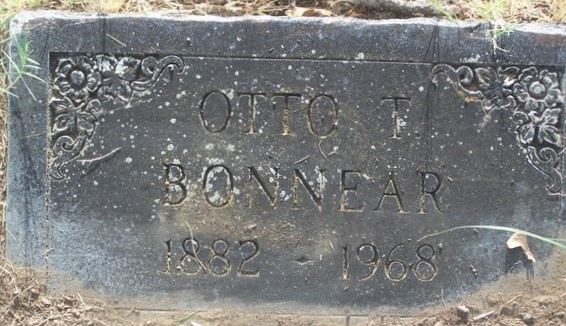 OTTO T.
BONNEAR
1882 - 1968